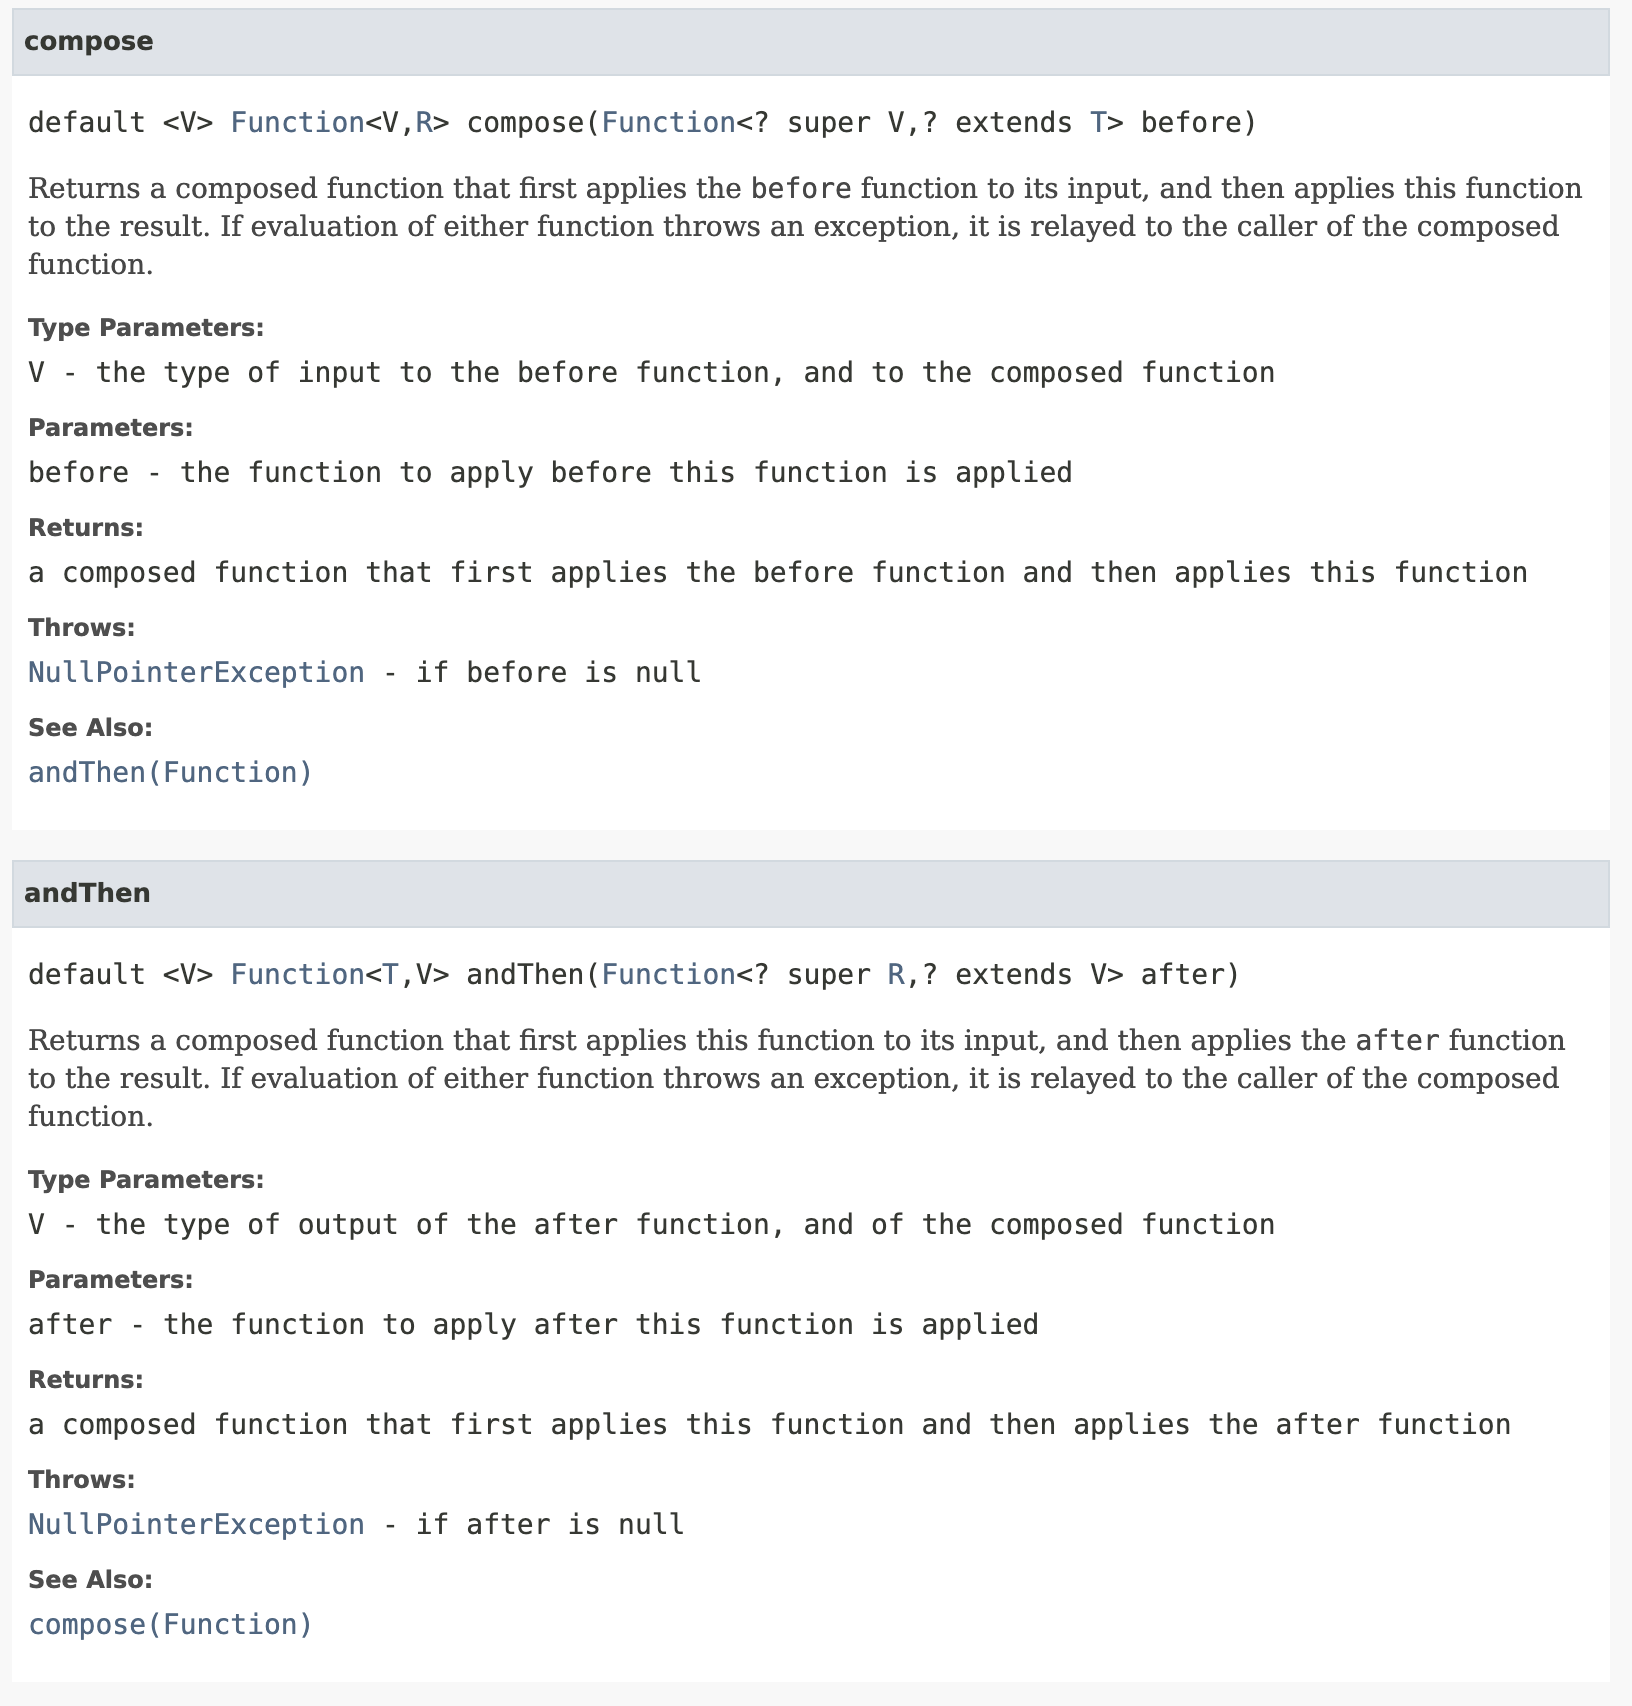 compose
default <V> Function<V,R> compose(Function<? super V,? extends T> before)
Returns a composed function that first applies the before function to its input, and then applies this function
to the result. If evaluation of either function throws an exception, it is relayed to the caller of the composed
function.
Type Parameters:
V - the type of input to the before function, and to the composed function
Parameters:
before - the function to apply before this function is applied
Returns:
a composed function that first applies the before function and then applies this function
Throws:
NullPointerException - if before is null
See Also:
andThen(Function)
andThen
default <V> Function<T,V> andThen(Function<? super R,? extends V> after)
Returns a composed function that first applies this function to its input, and then applies the after function
to the result. If evaluation of either function throws an exception, it is relayed to the caller of the composed
function.
Type Parameters:
V - the type of output of the after function, and of the composed function
Parameters:
after - the function to apply after this function is applied
Returns:
a composed function that first applies this function and then applies the after function
Throws:
NullPointerException - if after is null
See Also:
compose(Function)